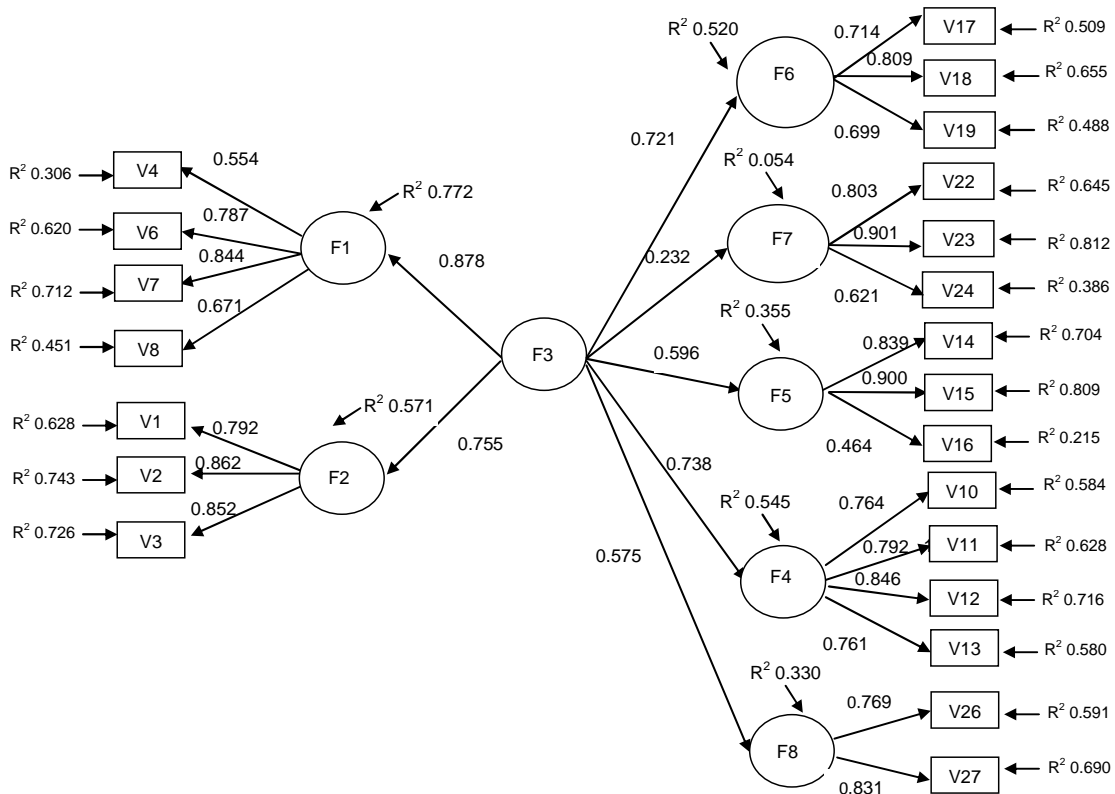 V17
R² 0.509
0.714
R² 0.520
F6
0.809
V18
R² 0.655
0.699
V19
R² 0.488
0.721
R² 0.054
F7
0.803
V22
R² 0.645
0.901
V23
R² 0.812
0.621
V24
R² 0.386
0.232
R² 0.306
V4
0.554
R² 0.772
R² 0.620
V6
0.787
F1
0.844
R² 0.712
V7
0.671
R² 0.451
V8
0.878
F3
R² 0.355
0.596
F5
0.839
V14
R² 0.704
0.900
V15
R² 0.809
0.464
V16
R² 0.215
R² 0.571
R² 0.628
V1
0.792
0.755
R² 0.743
V2
0.862
F2
R² 0.726
V3
0.852
0.738
R² 0.545
F4
0.764
V10
R² 0.584
0.792
V11
R² 0.628
0.846
V12
R² 0.716
0.761
V13
R² 0.580
0.575
R² 0.330
F8
0.769
V26
R² 0.591
0.831
V27
R² 0.690